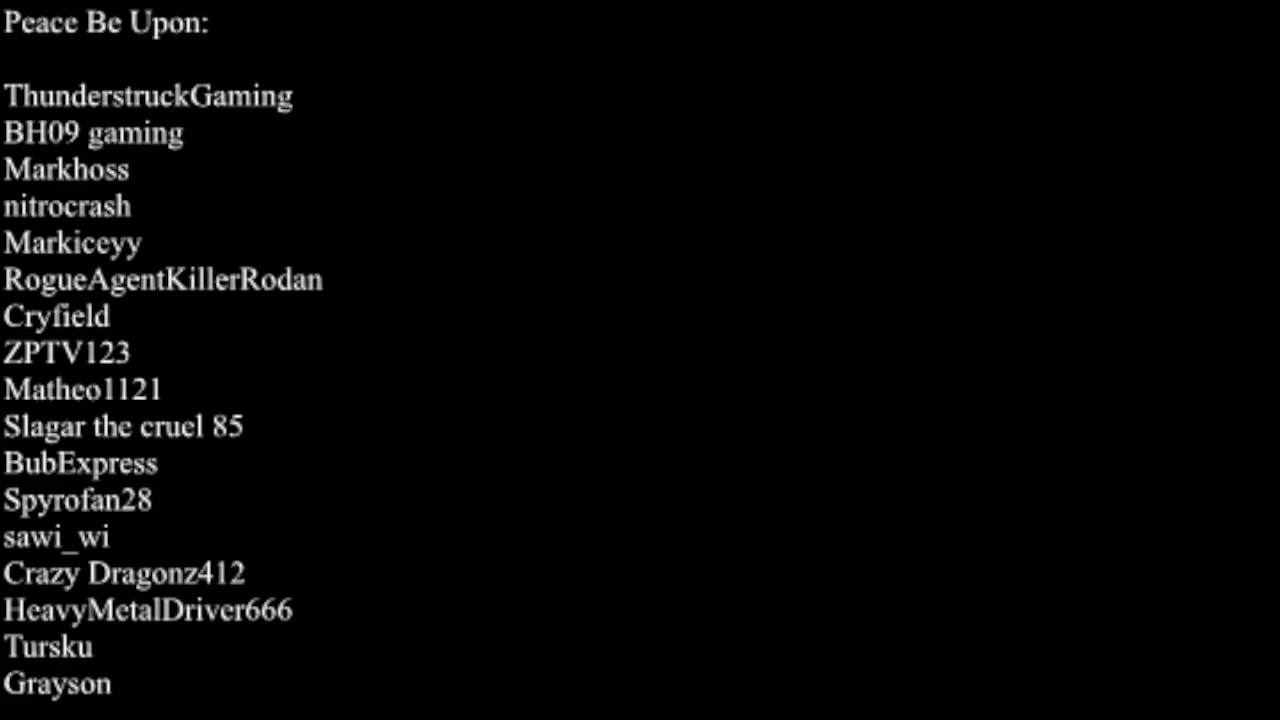 Peace Be Upon:
ThunderstruckGaming
BH09 gaming
Markhoss
nitrocrash
Markiceyy
RogueAgentKillerRodan
Cryfield
ZPTV123
Matheo1121
Slagar the cruel 85
BubExpress
Spyrofan28
sawi_wi
Crazy Dragonz412
HeavyMetalDriver666
Tursku
Grayson